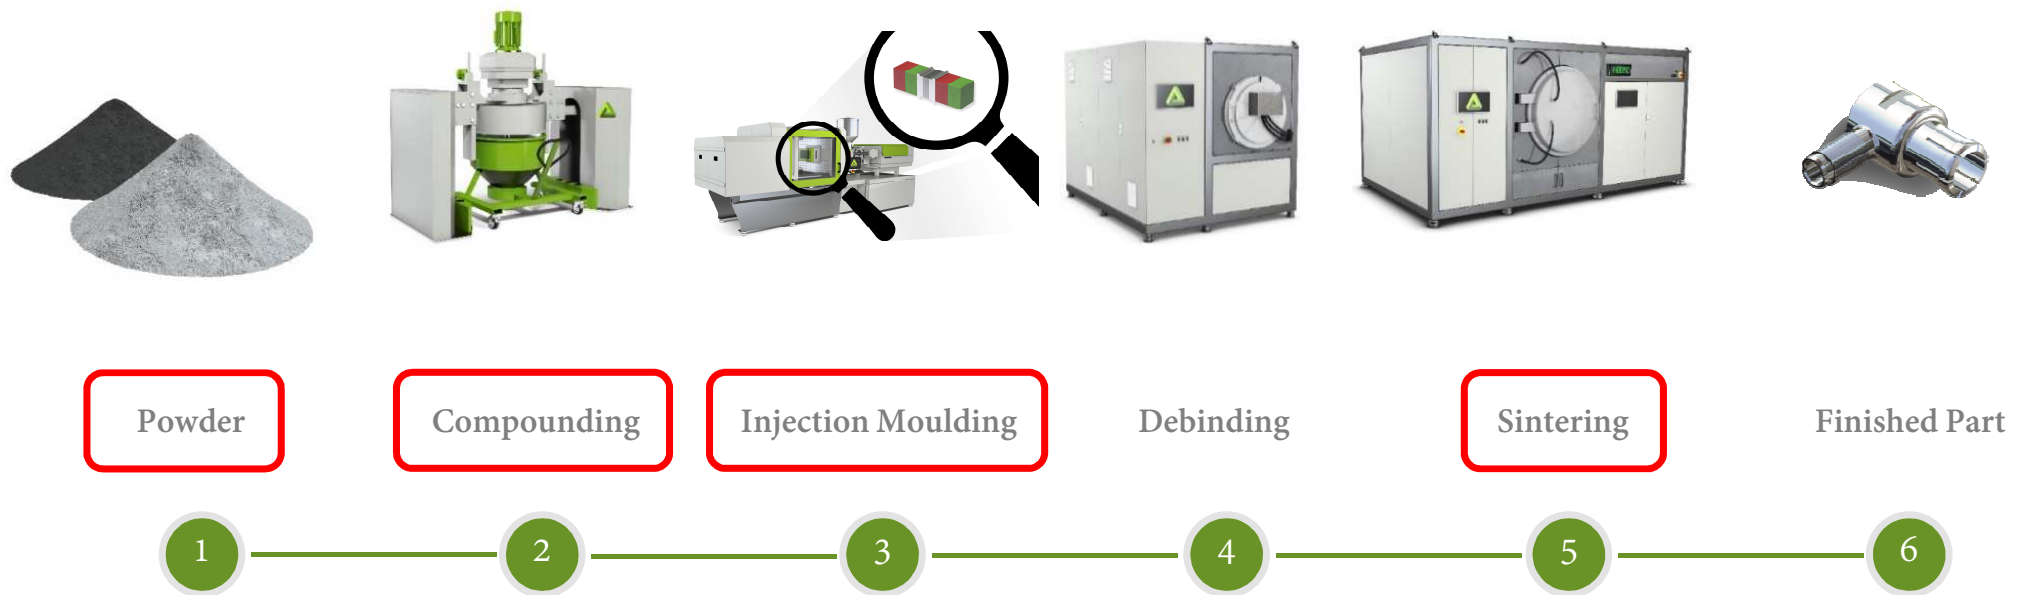 Powder
Compounding
Injection Moulding
Debinding
Sintering
Finished Part
1
2
3
4
5
6